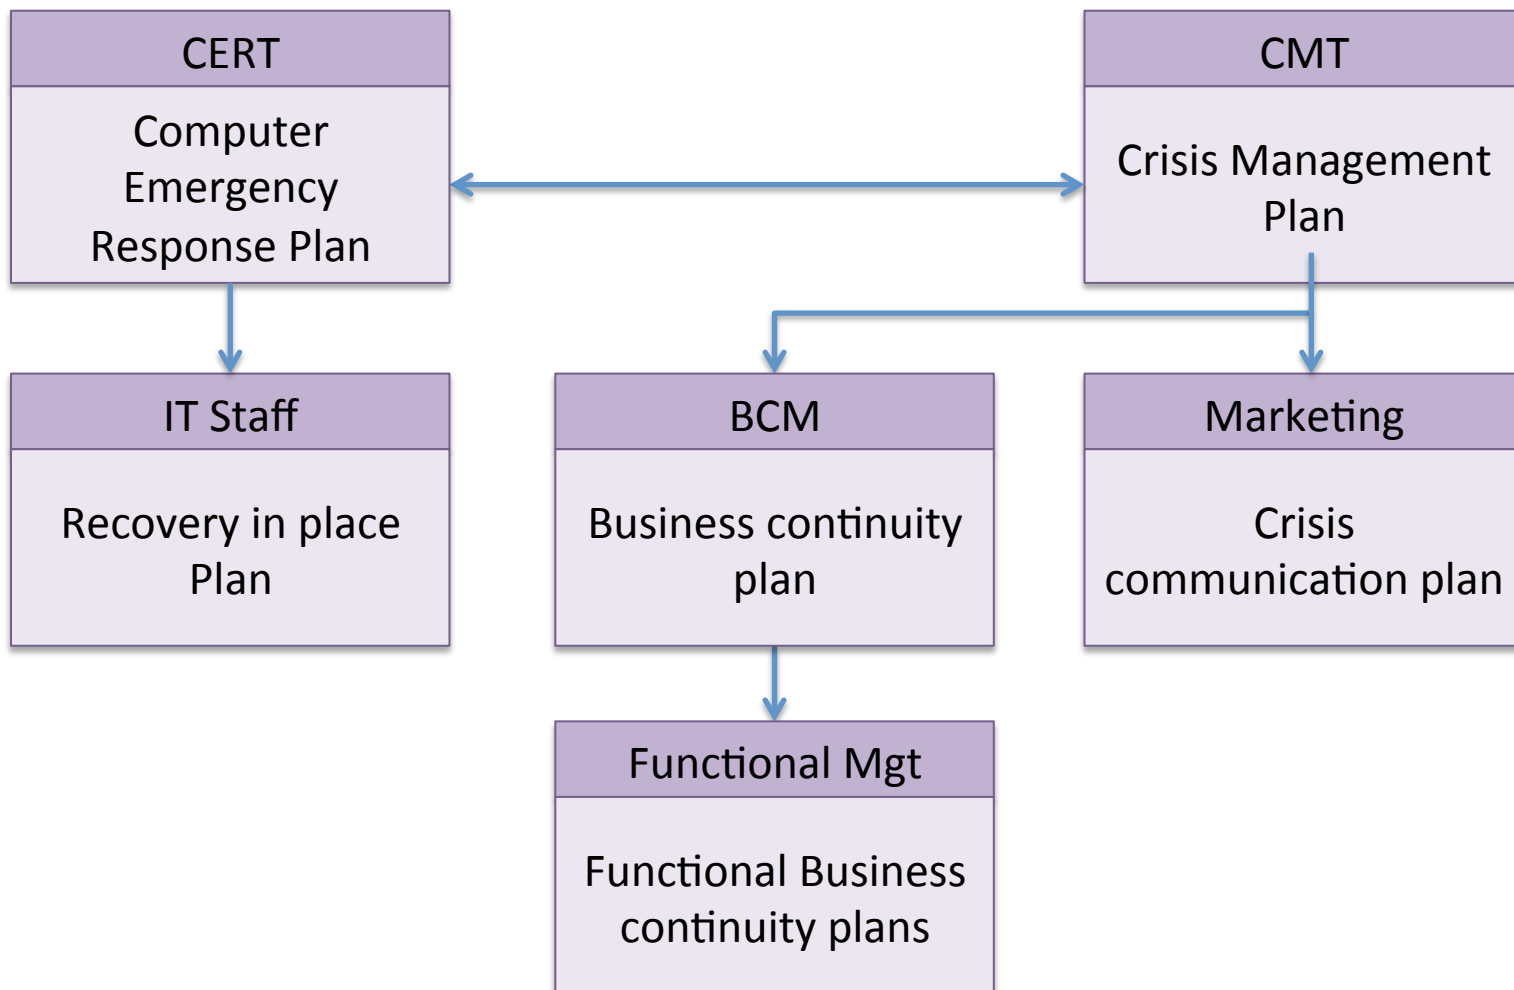 CERT
Computer
Emergency
Response Plan
CMT
Crisis Management
Plan
IT Staff
Recovery in place
Plan
BCM
Business continuity
plan
Marketing
Crisis
communication plan
Functional Mgt
Functional Business
continuity plans